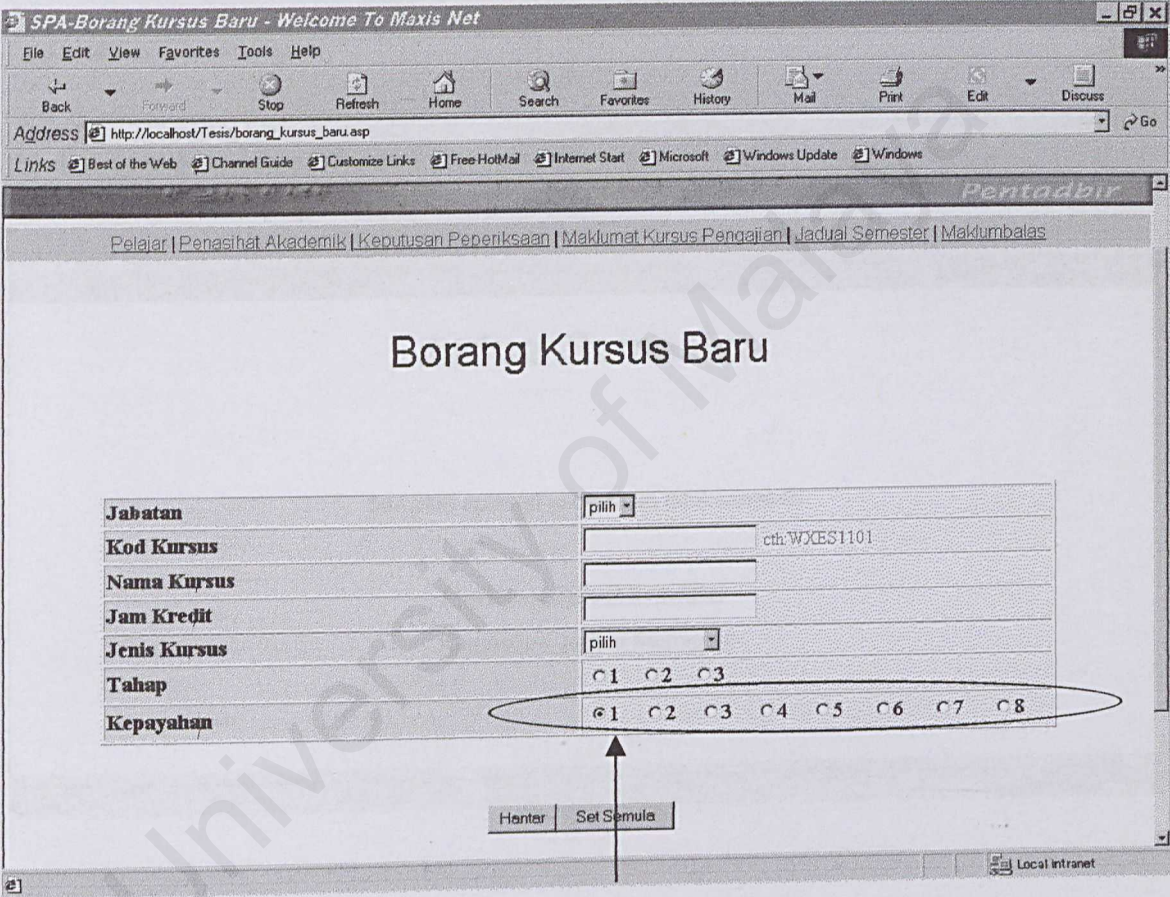 SPA-Borang Kursus Baru - Welcome To Maxis Net
File Edit View Favorites Tools Help
Back Forward Stop Refresh Home Search Favorites History Mail Print Edit Discuss
Address http://localhost/Tesis/borang_kursus_baru.asp Go
Links Best of the Web Channel Guide Customize Links Free HotMail Internet Start Microsoft Windows Update Windows
Pentadbir
Pelajar | Penasihat Akademik | Keputusan Peperiksaan | Maklumat Kursus Pengajian | Jadual Semester | Maklumbalas
Borang Kursus Baru
Jabatan pilih
Kod Kursus cth:WXES1101
Nama Kursus
Jam Kredit
Jenis Kursus pilih
Tahap 1 2 3
Kepayahan 1 2 3 4 5 6 7 8
Hantar Set Semula
Local intranet
University of Malaya